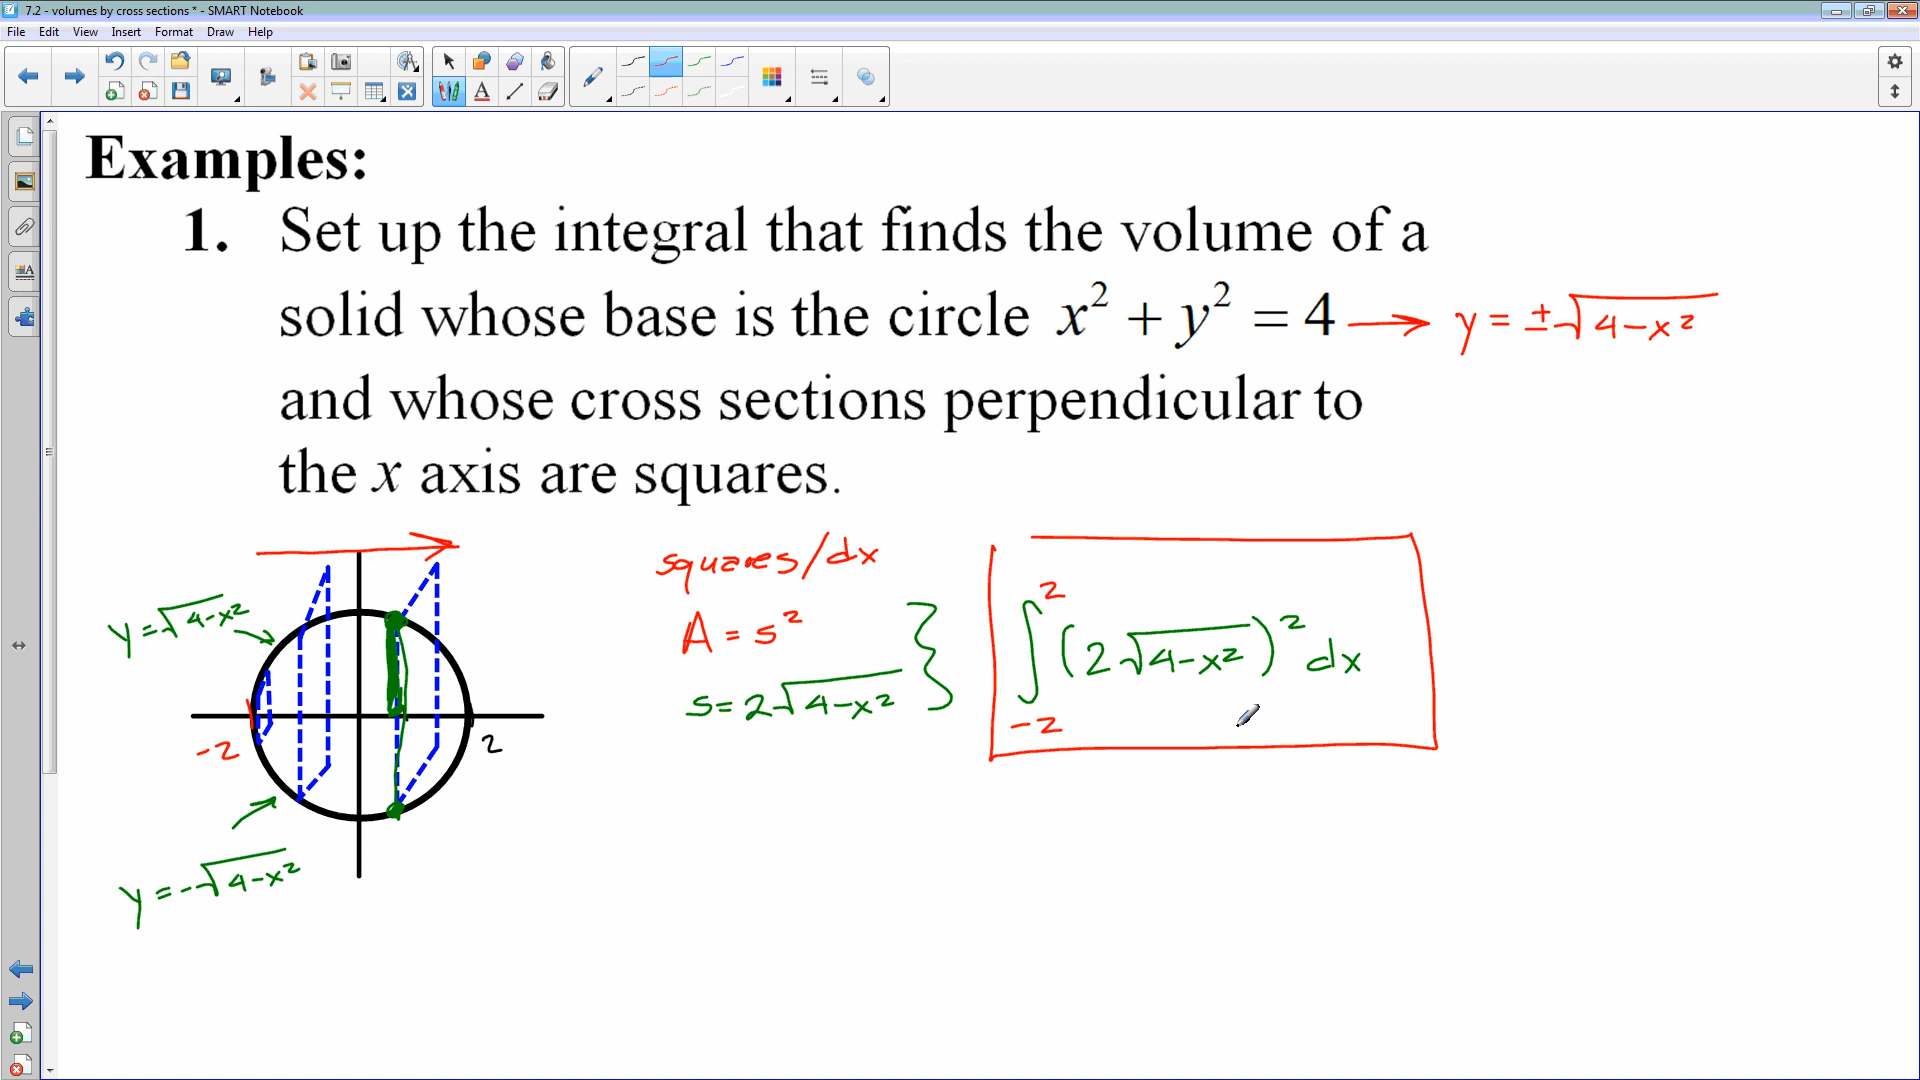 7.2 - volumes by cross sections * - SMART Notebook
File Edit View Insert Format Draw Help
Examples:
1. Set up the integral that finds the volume of a
solid whose base is the circle x² + y² = 4 → y = ±√(4-x²)
and whose cross sections perpendicular to
the x axis are squares.
squares/dx
A = s²
s = 2√(4-x²)
∫₋₂² (2√(4-x²))² dx
y = √(4-x²)
-2
2
y = -√(4-x²)